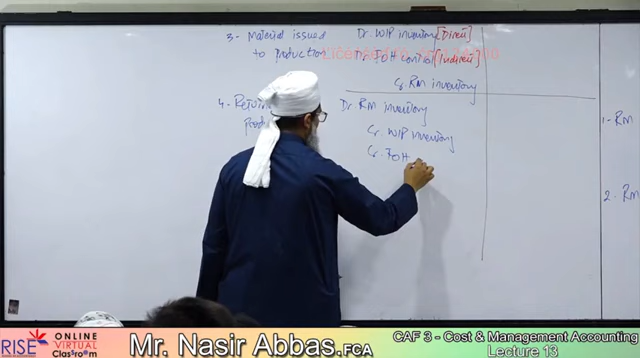 3- Material issued
to Production
Dr. WIP inventory [Direct]
Dr. FOH control [Indirect]
Cr RM inventory
4- Return
Produ
Dr RM inventory
Cr. WIP Inventory
Cr. FOH
1- RM
2. RM
RISE
ONLINE
VIRTUAL
Classroom
Mr. Nasir Abbas.FCA
CAF 3 - Cost & Management Accounting
Lecture 13